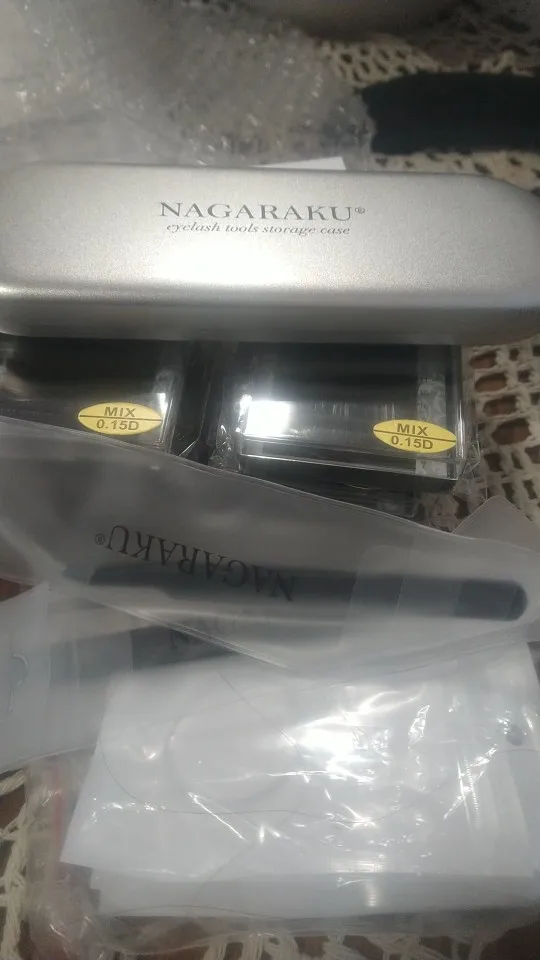 NAGARAKU®
eyelash tools storage case
MIX
0.15D
MIX
0.15D
NAGARAKU®